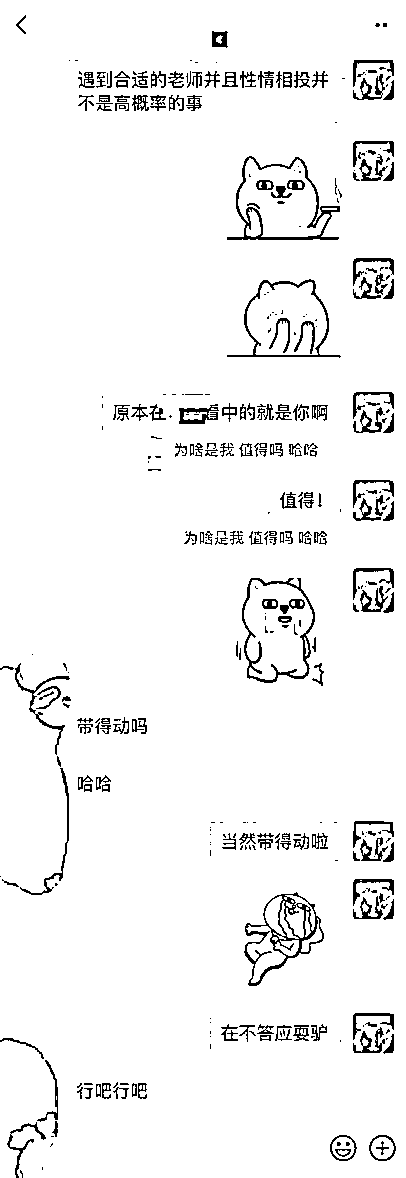 遇到合适的老师并且性情相投并
不是高概率的事
原本在
看中的就是你啊
为啥是我 值得吗 哈哈
值得！
为啥是我 值得吗 哈哈
带得动吗
哈哈
当然带得动啦
在不答应耍驴
行吧行吧